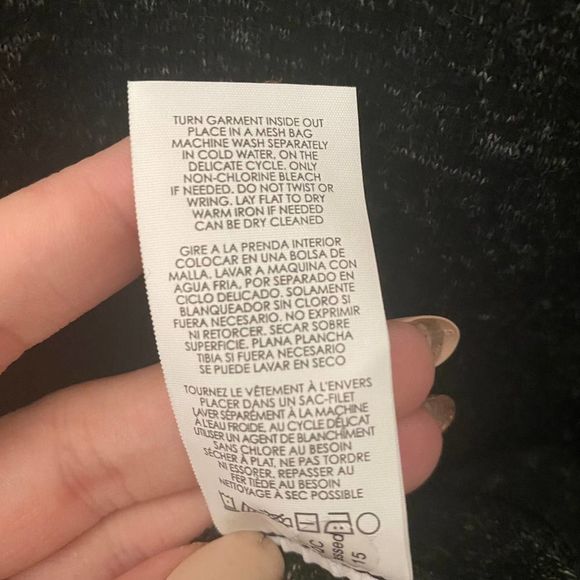 TURN GARMENT INSIDE OUT
PLACE IN A MESH BAG
MACHINE WASH SEPARATELY
IN COLD WATER, ON THE
DELICATE CYCLE. ONLY
NON-CHLORINE BLEACH
IF NEEDED. DO NOT TWIST OR
WRING. LAY FLAT TO DRY
WARM IRON IF NEEDED
CAN BE DRY CLEANED
GIRE A LA PRENDA INTERIOR
COLOCAR EN UNA BOLSA DE
MALLA. LAVAR A MAQUINA CON
AGUA FRIA, POR SEPARADO EN
CICLO DELICADO. SOLAMENTE
BLANQUEADOR SIN CLORO SI
FUERA NECESARIO. NO EXPRIMIR
NI RETORCER. SECAR SOBRE
SUPERFICIE. PLANA PLANCHA
TIBIA SI FUERA NECESARIO
SE PUEDE LAVAR EN SECO
TOURNEZ LE VÊTEMENT À L'ENVERS
PLACER DANS UN SAC-FILET
LAVER SÉPARÉMENT À LA MACHINE
À L'EAU FROIDE, AU CYCLE DÉLICAT
UTILISER UN AGENT DE BLANCHIMENT
SANS CHLORE AU BESOIN
SÉCHER À PLAT, NE PAS TORDRE
NI ESSORER. REPASSER AU
FER TIÈDE AU BESOIN
NETTOYAGE À SEC POSSIBLE
15